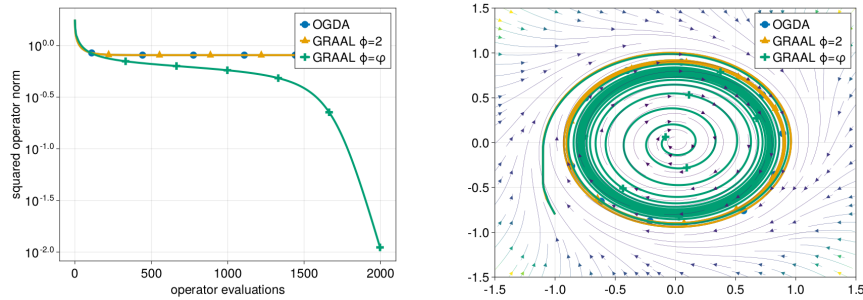 OGDA
GRAAL ϕ=2
GRAAL ϕ=φ
10^0.0
10^-0.5
10^-1.0
10^-1.5
10^-2.0
squared operator norm
0 500 1000 1500 2000
operator evaluations
OGDA
GRAAL ϕ=2
GRAAL ϕ=φ
1.5
1.0
0.5
0.0
-0.5
-1.0
-1.5
-1.5 -1.0 -0.5 0.0 0.5 1.0 1.5